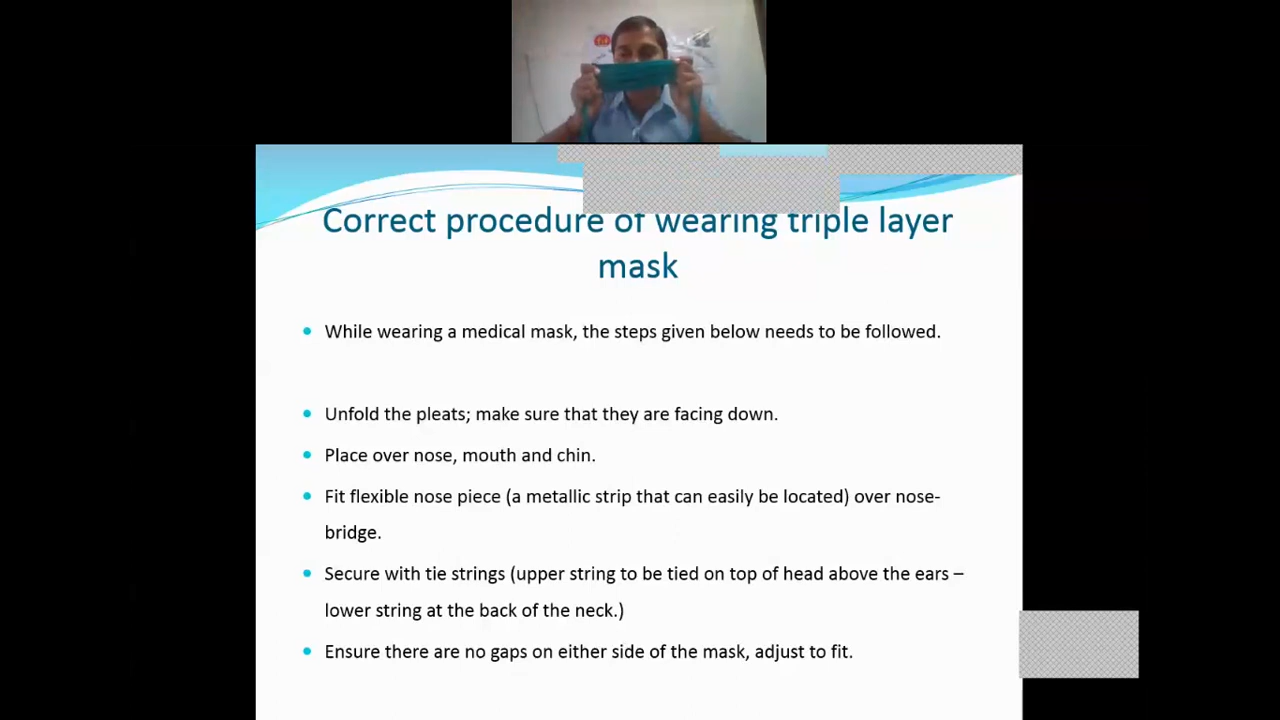 Correct procedure of wearing triple layer
mask
While wearing a medical mask, the steps given below needs to be followed.
Unfold the pleats; make sure that they are facing down.
Place over nose, mouth and chin.
Fit flexible nose piece (a metallic strip that can easily be located) over nose-
bridge.
Secure with tie strings (upper string to be tied on top of head above the ears –
lower string at the back of the neck.)
Ensure there are no gaps on either side of the mask, adjust to fit.